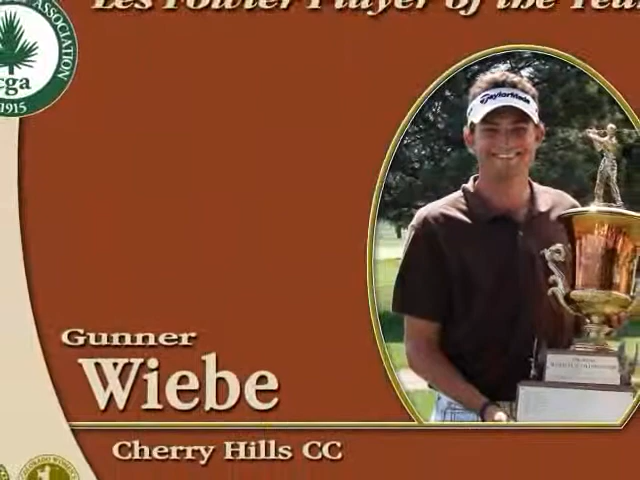 Les Fowler Player of the Year
ASSOCIATION
cga
1915
TaylorMade
Gunner
Wiebe
Cherry Hills CC